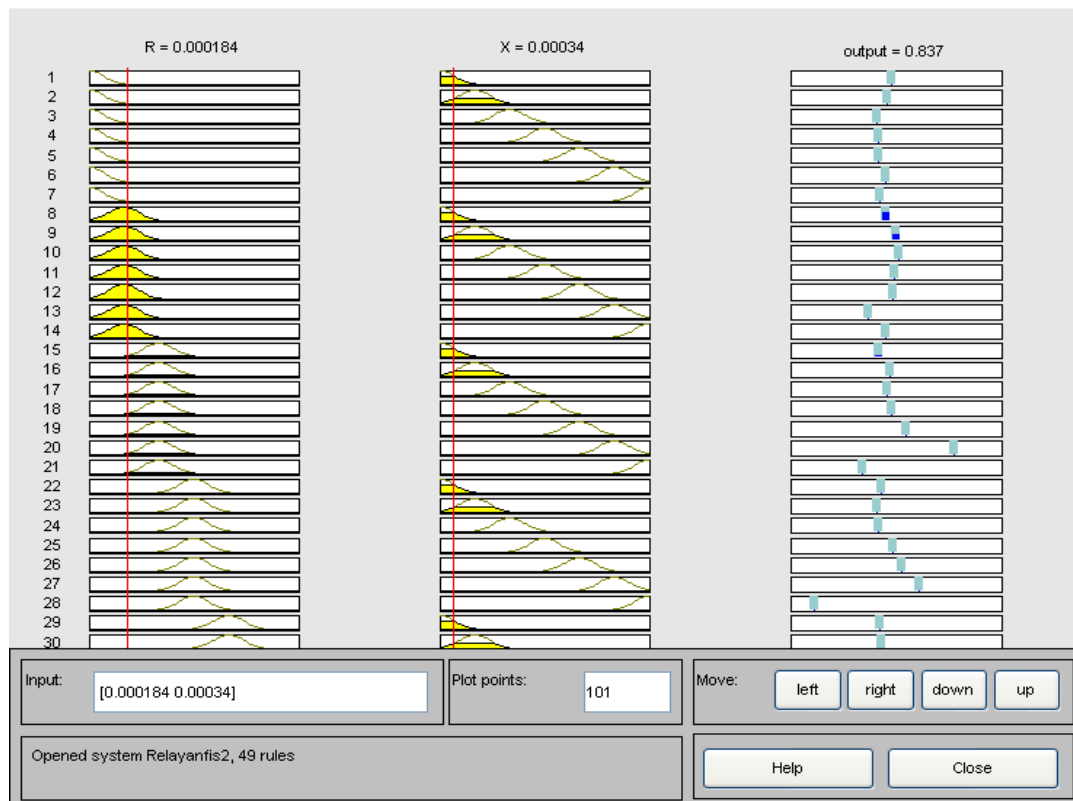 R = 0.000184
X = 0.00034
output = 0.837
1
2
3
4
5
6
7
8
9
10
11
12
13
14
15
16
17
18
19
20
21
22
23
24
25
26
27
28
29
30
Input:
[0.000184 0.00034]
Plot points:
101
Move:
left
right
down
up
Opened system Relayanfis2, 49 rules
Help
Close